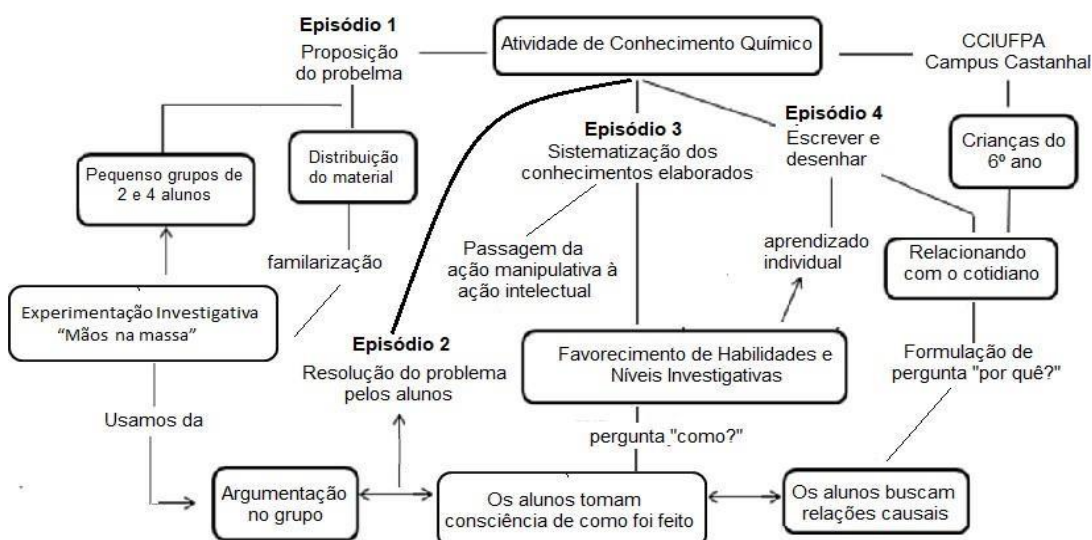 Episódio 1
Proposição
do probelma
Atividade de Conhecimento Químico
CCIUFPA
Campus Castanhal
Pequenso grupos de
2 e 4 alunos
Distribuição
do material
Episódio 3
Sistematização dos
conhecimentos elaborados
Episódio 4
Escrever e
desenhar
Crianças do
6º ano
familarização
Passagem da
ação manipulativa à
ação intelectual
aprendizado
individual
Relacionando
com o cotidiano
Experimentação Investigativa
“Mãos na massa”
Episódio 2
Resolução do problema
pelos alunos
Favorecimento de Habilidades e
Níveis Investigativas
Formulação de
pergunta "por quê?"
Usamos da
pergunta "como?"
Argumentação
no grupo
Os alunos tomam
consciência de como foi feito
Os alunos buscam
relações causais